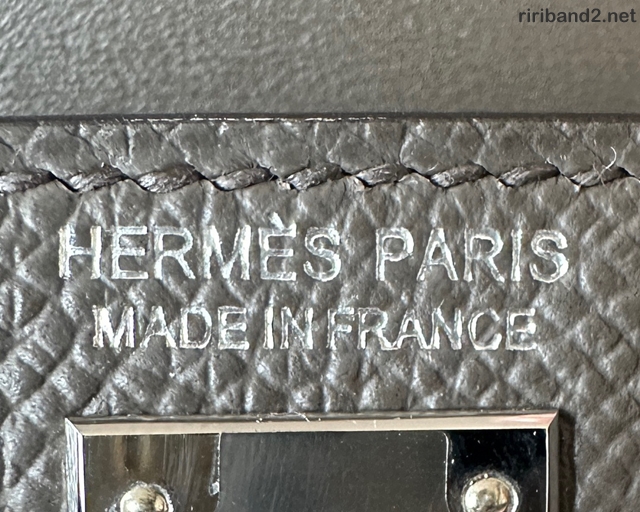 ririband2.net
HERMÈS PARIS
MADE IN FRANCE